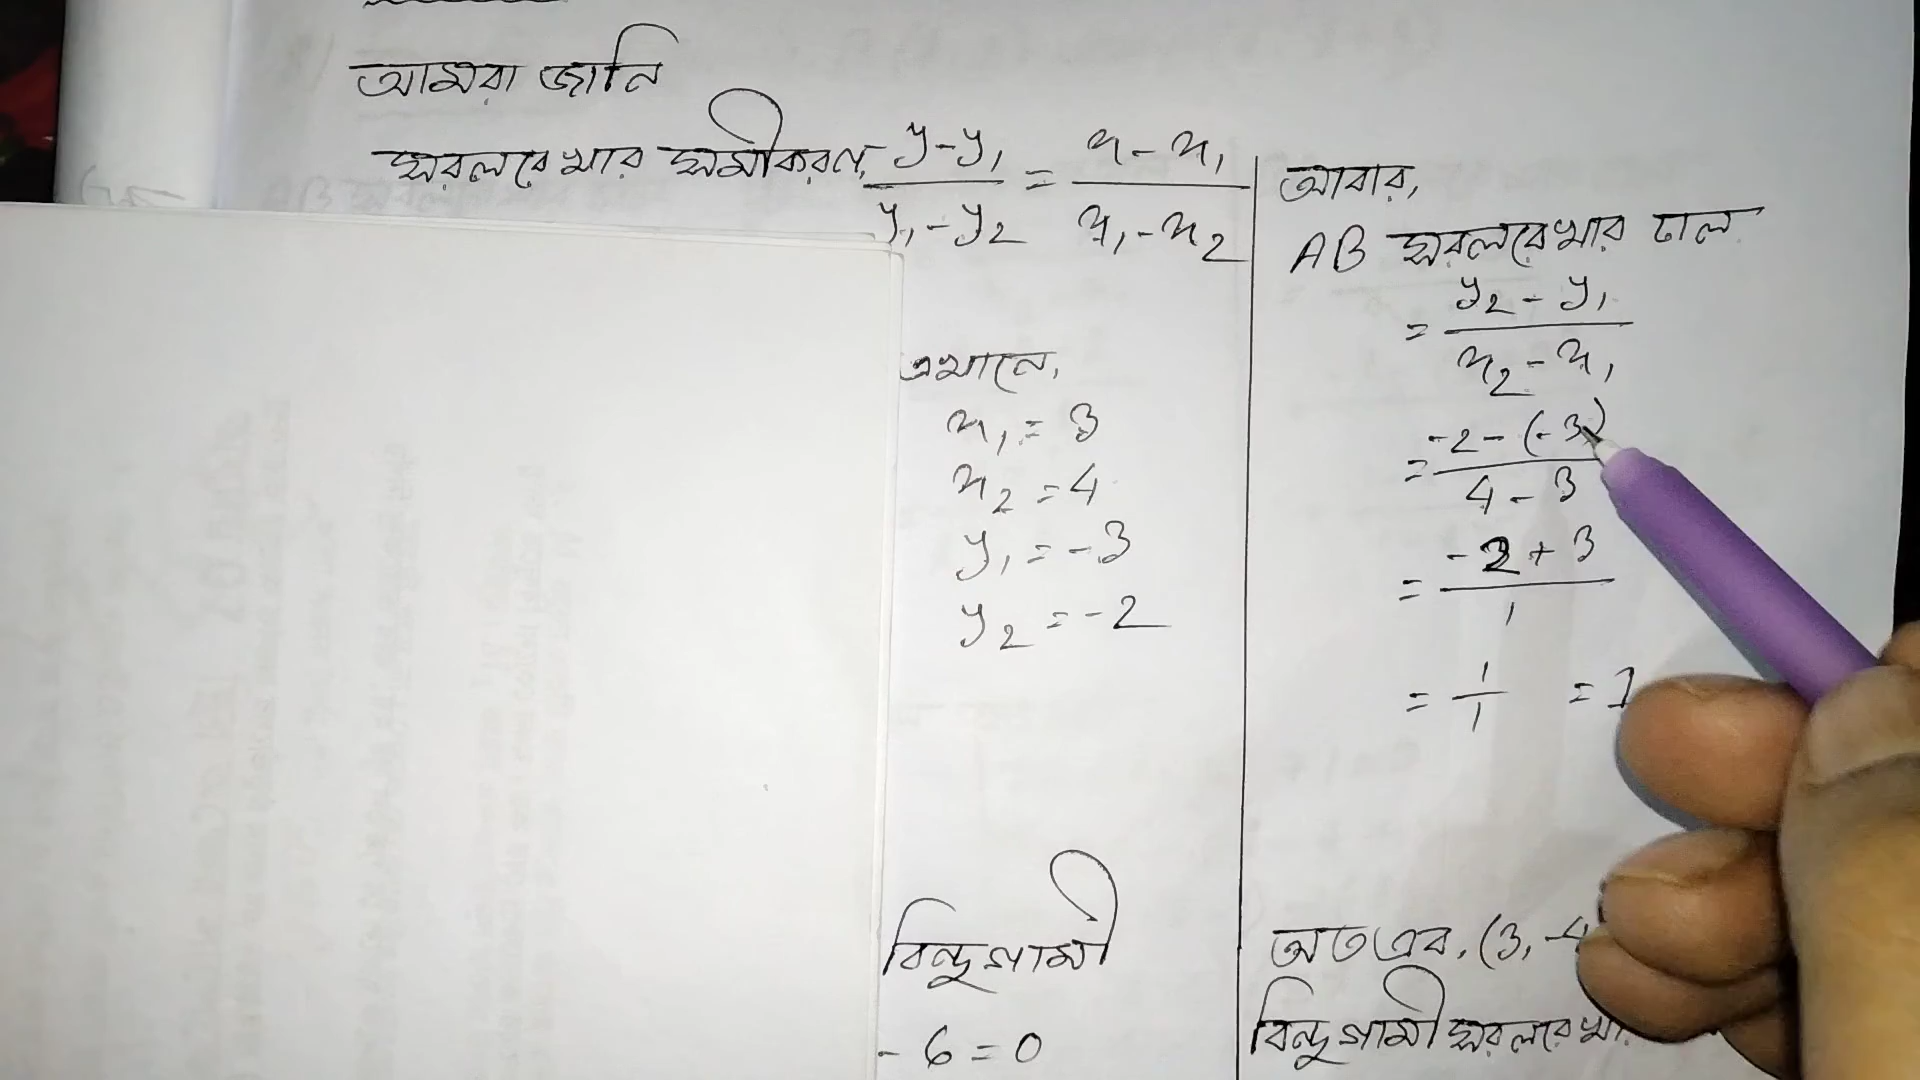 আমরা জানি
সরলরেখার সমীকরণ, (y-y₁)/(y₁-y₂) = (x-x₁)/(x₁-x₂)
এখানে,
x₁ = 3
x₂ = 4
y₁ = -3
y₂ = -2
বিন্দুগামী
- 6 = 0
আবার,
AB সরলরেখার ঢাল
= (y₂ - y₁)/(x₂ - x₁)
= (-2 - (-3))/(4 - 3)
= (-2 + 3)/1
= 1/1 = 1
অতএব, (3, -4
বিন্দুগামী সরলরেখা